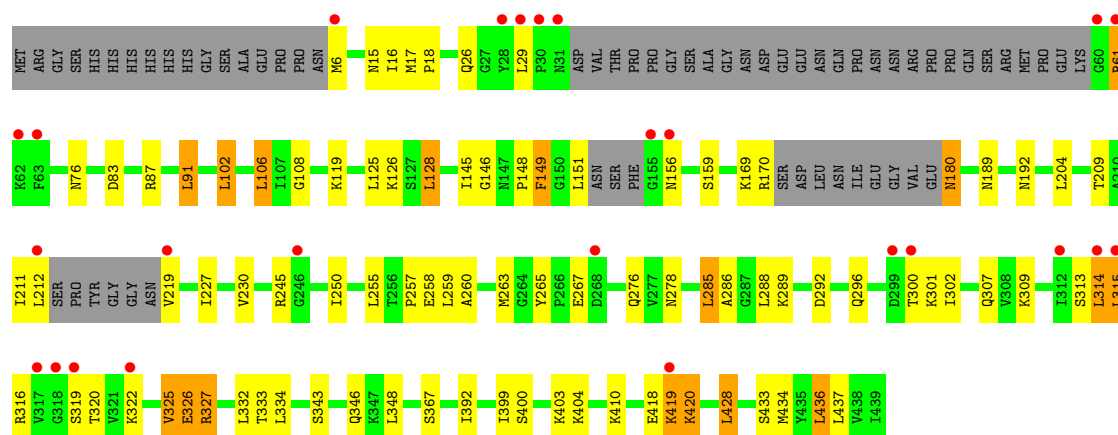 MET ARG GLY SER HIS HIS HIS HIS HIS HIS GLY SER ALA GLU PRO PRO ASN M6 N15 I16 M17 P18 Q26 G27 Y28 L29 P30 N31 ASP VAL THR PRO PRO GLY SER ALA GLY ASN ASP GLU GLU ASN GLN PRO ASN ASN ARG PRO PRO GLN SER ARG MET PRO GLU LYS G60
K62 F63 N76 D83 R87 L91 L102 L106 I107 G108 K119 L125 K126 S127 L128 I145 G146 N147 P148 F149 G150 L151 ASN SER PHE G155 N156 S159 K169 R170 SER ASP LEU ASN ILE GLU GLY VAL GLU N180 N189 N192 L204 T209 A210
I211 L212 SER PRO TYR GLY GLY ASN V219 I227 V230 R245 G246 I250 L255 T256 P257 E258 L259 A260 M263 G264 Y265 P266 E267 D268 Q276 V277 N278 L285 A286 G287 L288 K289 D292 Q296 D299 T300 K301 I302 Q307 V308 K309 I312 S313 L314 L315
R316 V317 G318 S319 T320 V321 K322 V325 E326 R327 L332 T333 L334 S343 Q346 K347 L348 S367 I392 I399 S400 K403 K404 K410 E418 K419 K420 L428 S433 M434 Y435 L436 L437 V438 I439